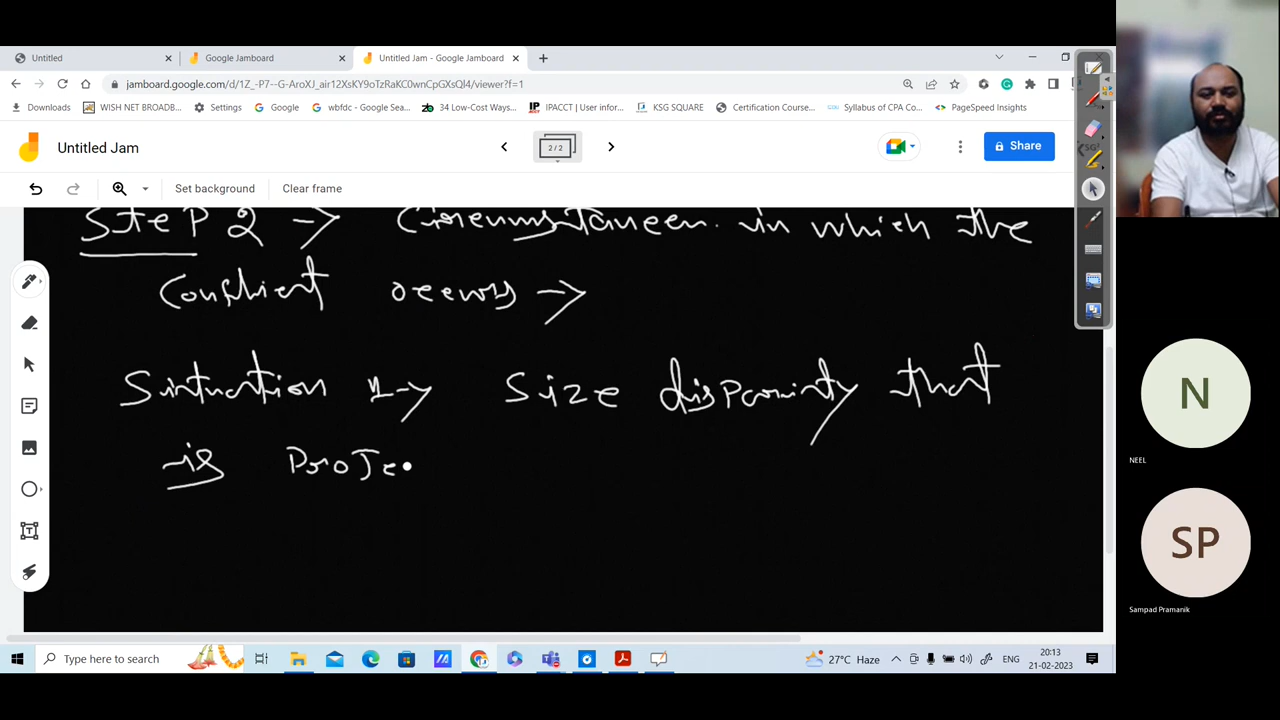 Untitled
Google Jamboard
Untitled Jam - Google Jamboard
jamboard.google.com/d/1Z_-P7--G-AroXJ_air12XsKY9oTzRaKC0wnCpGXsQl4/viewer?f=1
Downloads
WISH NET BROADB...
Settings
Google
wbfdc - Google Sea...
34 Low-Cost Ways...
IPACCT | User infor...
KSG SQUARE
Certification Course...
Syllabus of CPA Co...
PageSpeed Insights
Untitled Jam
2 / 2
Share
Set background
Clear frame
Step 2 → in which the
occurs →
Situation 1 → Size disparity that
is Proje
N
NEEL
SP
Sampad Pramanik
Type here to search
27°C Haze
ENG
20:13
21-02-2023